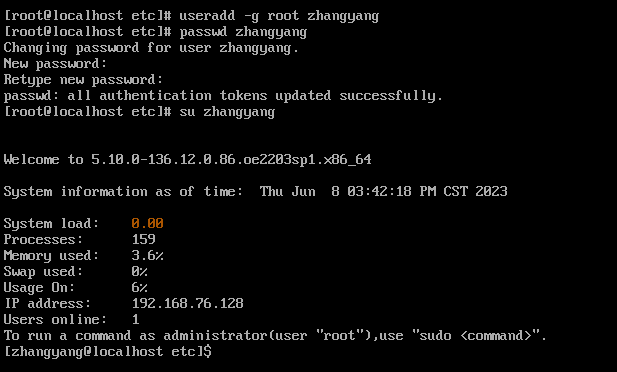 [root@localhost etc]# useradd -g root zhangyang
[root@localhost etc]# passwd zhangyang
Changing password for user zhangyang.
New password:
Retype new password:
passwd: all authentication tokens updated successfully.
[root@localhost etc]# su zhangyang
Welcome to 5.10.0-136.12.0.86.oe2203sp1.x86_64
System information as of time:  Thu Jun  8 03:42:18 PM CST 2023
System load:    0.00
Processes:      159
Memory used:    3.6%
Swap used:      0%
Usage On:       6%
IP address:     192.168.76.128
Users online:   1
To run a command as administrator(user "root"),use "sudo <command>".
[zhangyang@localhost etc]$